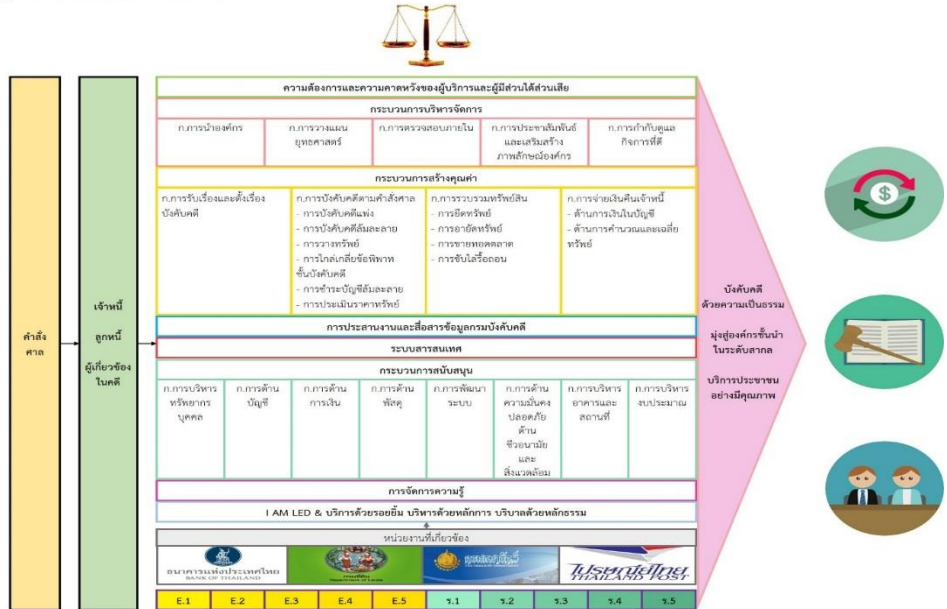 ความต้องการและความคาดหวังของผู้บริการและผู้มีส่วนได้ส่วนเสีย
กระบวนการบริหารจัดการ
ก.การนำองค์กร
ก.การวางแผน
ยุทธศาสตร์
ก.การตรวจสอบภายใน
ก.การประชาสัมพันธ์
และเสริมสร้าง
ภาพลักษณ์องค์กร
ก.การกำกับดูแล
กิจการที่ดี
กระบวนการสร้างคุณค่า
ก.การรับเรื่องและตั้งเรื่อง
บังคับคดี
ก.การบังคับคดีตามคำสั่งศาล
- การบังคับคดีแพ่ง
- การบังคับคดีล้มละลาย
- การวางทรัพย์
- การไกล่เกลี่ยข้อพิพาท
ชั้นบังคับคดี
- การชำระบัญชีล้มละลาย
- การประเมินราคาทรัพย์
ก.การรวบรวมทรัพย์สิน
- การยึดทรัพย์
- การอายัดทรัพย์
- การขายทอดตลาด
- การขับไล่รื้อถอน
ก.การจ่ายเงินคืนเจ้าหนี้
- ด้านการเงินในบัญชี
- ด้านการคำนวณและเฉลี่ย
ทรัพย์
คำสั่ง
ศาล
เจ้าหนี้
ลูกหนี้
ผู้เกี่ยวข้อง
ในคดี
การประสานงานและสื่อสารข้อมูลกรมบังคับคดี
ระบบสารสนเทศ
กระบวนการสนับสนุน
ก.การบริหาร
ทรัพยากร
บุคคล
ก.การด้าน
บัญชี
ก.การด้าน
การเงิน
ก.การด้าน
พัสดุ
ก.การพัฒนา
ระบบ
ก.การด้าน
ความมั่นคง
ปลอดภัย
ด้าน
ชีวอนามัย
และ
สิ่งแวดล้อม
ก.การบริหาร
อาคารและ
สถานที่
ก.การบริหาร
งบประมาณ
การจัดการความรู้
I AM LED & บริการด้วยรอยยิ้ม บริหารด้วยหลักการ บริบาลด้วยหลักธรรม
หน่วยงานที่เกี่ยวข้อง
ธนาคารแห่งประเทศไทย
BANK OF THAILAND
กรมที่ดิน
Department of Lands
ไปรษณีย์ไทย
THAILAND POST
E.1 E.2 E.3 E.4 E.5 ร.1 ร.2 ร.3 ร.4 ร.5
บังคับคดี
ด้วยความเป็นธรรม
มุ่งสู่องค์กรชั้นนำ
ในระดับสากล
บริการประชาชน
อย่างมีคุณภาพ
$